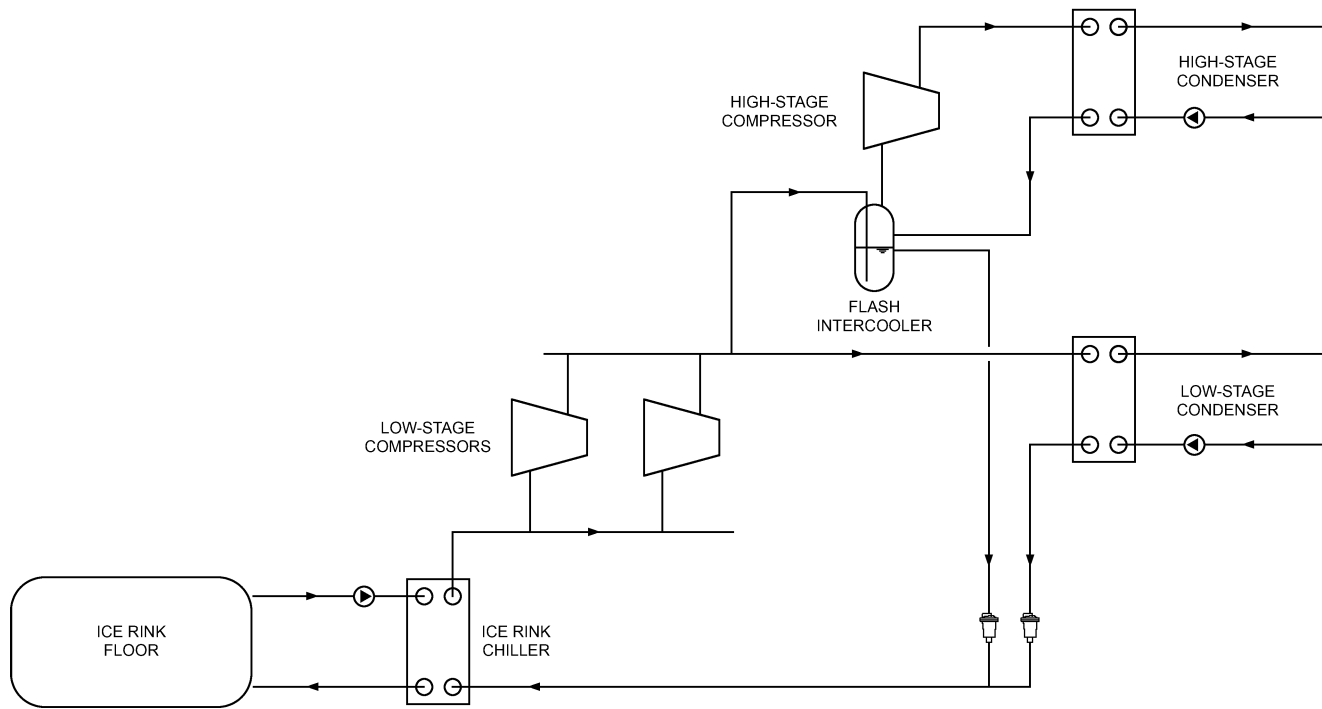 HIGH-STAGE
CONDENSER
HIGH-STAGE
COMPRESSOR
FLASH
INTERCOOLER
LOW-STAGE
CONDENSER
LOW-STAGE
COMPRESSORS
ICE RINK
FLOOR
ICE RINK
CHILLER